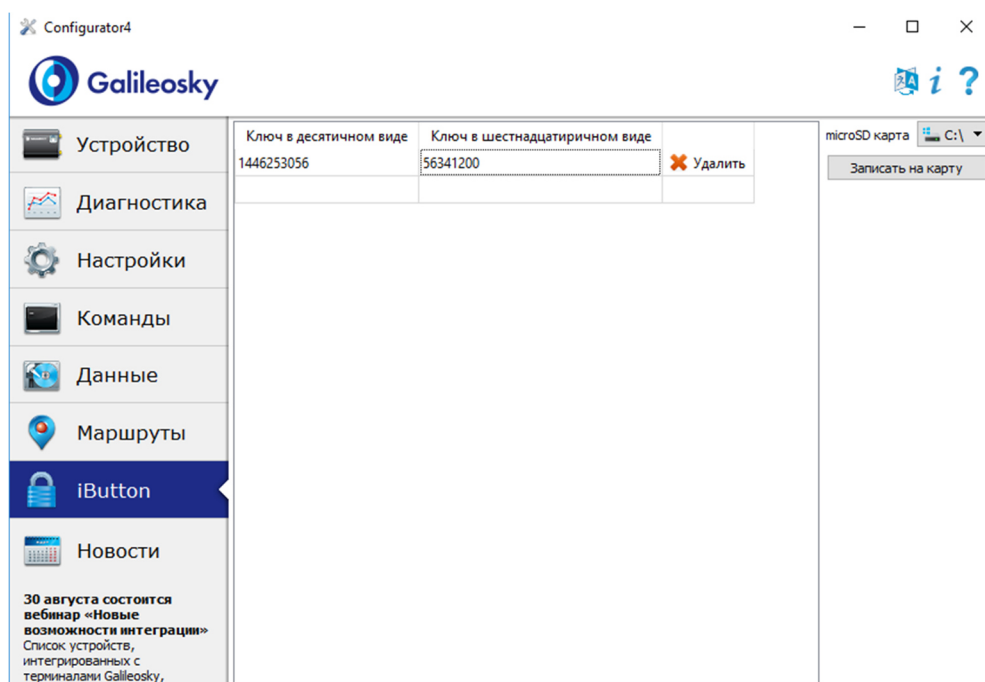 Configurator4
Galileosky
Устройство
Диагностика
Настройки
Команды
Данные
Маршруты
iButton
Новости
30 августа состоится
вебинар «Новые
возможности интеграции»
Список устройств,
интегрированных с
терминалами Galileosky,
Ключ в десятичном виде Ключ в шестнадцатиричном виде
1446253056 56341200 Удалить
microSD карта C:\
Записать на карту